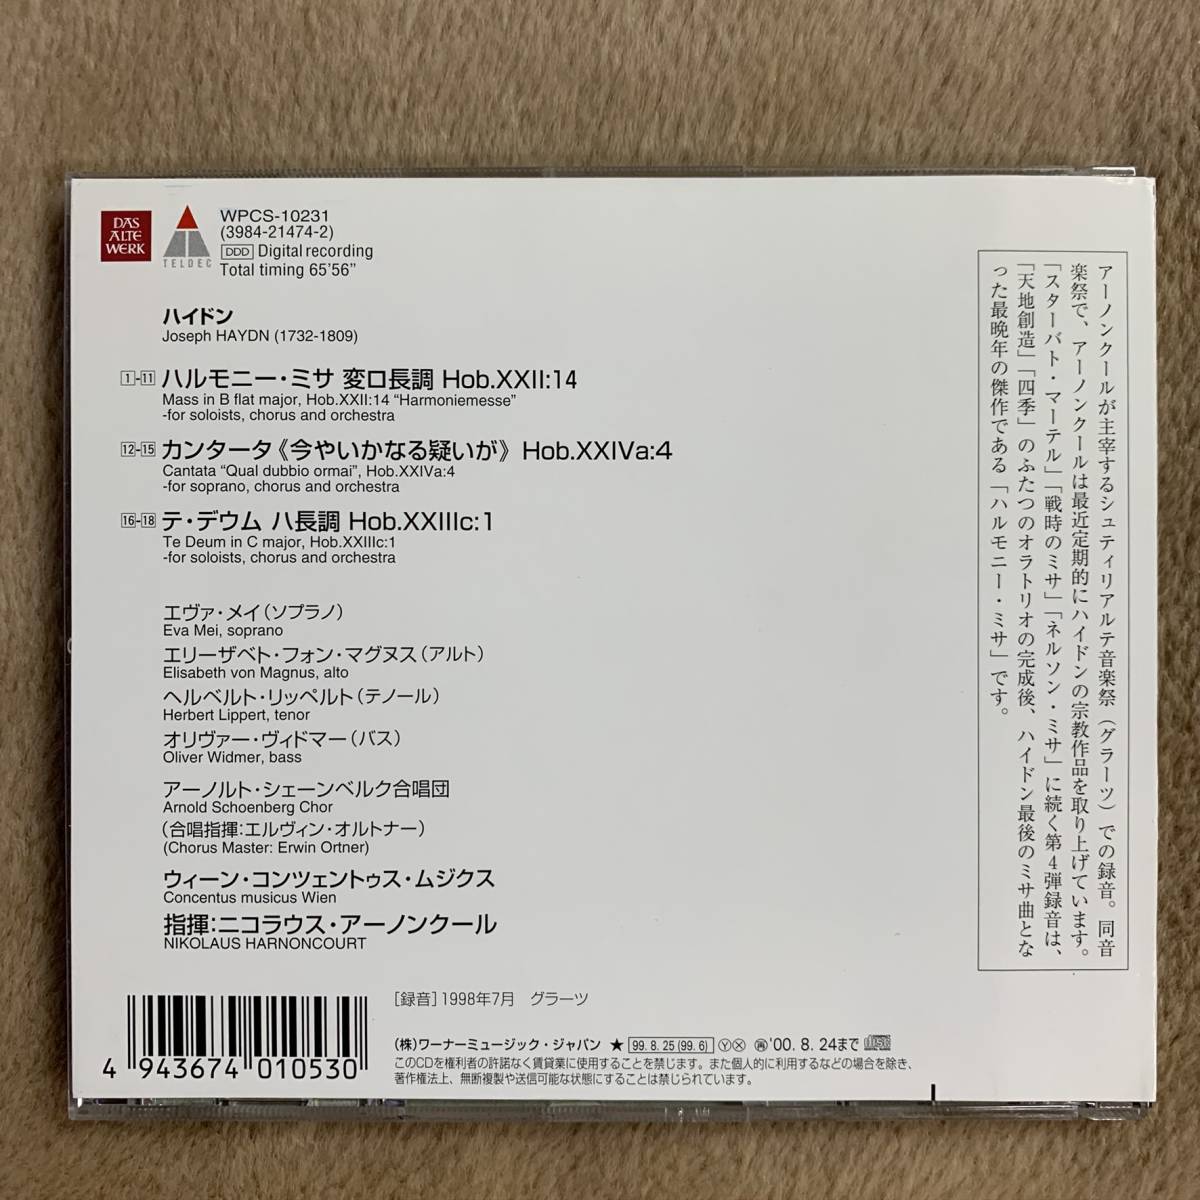 DAS
ALTE
WERK
TELDEC
WPCS-10231
(3984-21474-2)
DDD Digital recording
Total timing 65'56"
ハイドン
Joseph HAYDN (1732-1809)
1-11 ハルモニー・ミサ 変ロ長調 Hob.XXII:14
Mass in B flat major, Hob.XXII:14 “Harmoniemesse”
-for soloists, chorus and orchestra
12-15 カンタータ《今やいかなる疑いが》 Hob.XXIVa:4
Cantata “Qual dubbio ormai”, Hob.XXIVa:4
-for soprano, chorus and orchestra
16-18 テ・デウム ハ長調 Hob.XXIIIc:1
Te Deum in C major, Hob.XXIIIc:1
-for soloists, chorus and orchestra
エヴァ・メイ(ソプラノ)
Eva Mei, soprano
エリーザベト・フォン・マグヌス(アルト)
Elisabeth von Magnus, alto
ヘルベルト・リッペルト(テノール)
Herbert Lippert, tenor
オリヴァー・ヴィドマー(バス)
Oliver Widmer, bass
アーノルト・シェーンベルク合唱団
Arnold Schoenberg Chor
(合唱指揮:エルヴィン・オルトナー)
(Chorus Master: Erwin Ortner)
ウィーン・コンツェントゥス・ムジクス
Concentus musicus Wien
指揮:ニコラウス・アーノンクール
NIKOLAUS HARNONCOURT
アーノンクールが主宰するシュティリアルテ音楽祭(グラーツ)での録音。同音
楽祭で、アーノンクールは最近定期的にハイドンの宗教作品を取り上げています。
「スターバト・マーテル」「戦時のミサ」「ネルソン・ミサ」に続く第4弾録音は、
「天地創造」「四季」のふたつのオラトリオの完成後、ハイドン最後のミサ曲とな
った最晩年の傑作である「ハルモニー・ミサ」です。
[録音]1998年7月 グラーツ
4 943674 010530
(株)ワーナーミュージック・ジャパン ★ 99. 8. 25 (99. 6) Ⓨ Ⓧ ㊢'00. 8. 24まで
このCDを権利者の許諾なく賃貸業に使用することを禁じます。また個人的に利用するなどの場合を除き、
著作権法上、無断複製や送信可能な状態にすることは禁じられています。